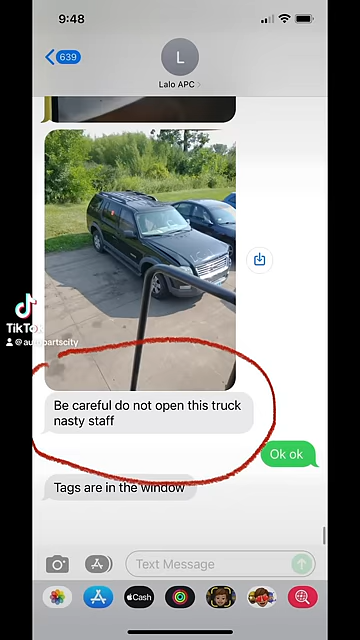 9:48
639
L
Lalo APC
TikTok
@autopartscity
Be careful do not open this truck
nasty staff
Ok ok
Tags are in the window
Text Message
Cash